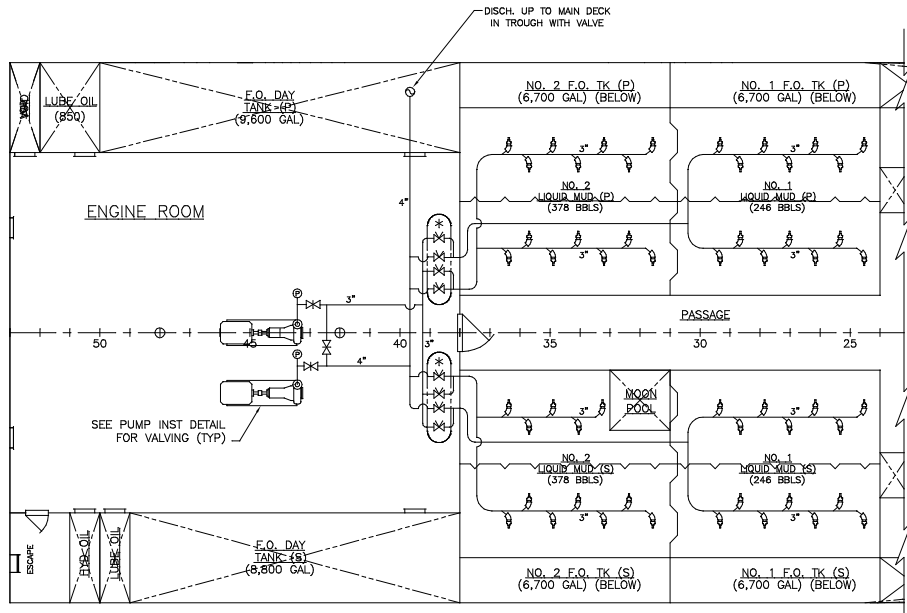 DISCH. UP TO MAIN DECK
IN TROUGH WITH VALVE
LUBE OIL
(850)
F.O. DAY
TANK (P)
(9,600 GAL)
NO. 2 F.O. TK (P)
(6,700 GAL) (BELOW)
NO. 1 F.O. TK (P)
(6,700 GAL) (BELOW)
3"
3"
4"
NO. 2
LIQUID MUD (P)
(378 BBLS)
NO. 1
LIQUID MUD (P)
(246 BBLS)
ENGINE ROOM
*
3"
3"
P
3"
PASSAGE
50
45
40
3"
35
30
25
24
P
4"
*
MOON
POOL
SEE PUMP INST DETAIL
FOR VALVING (TYP)
NO. 2
LIQUID MUD (S)
(378 BBLS)
NO. 1
LIQUID MUD (S)
(246 BBLS)
3"
3"
ESCAPE
HYD OIL
LUBE OIL
F.O. DAY
TANK (S)
(8,800 GAL)
NO. 2 F.O. TK (S)
(6,700 GAL) (BELOW)
NO. 1 F.O. TK (S)
(6,700 GAL) (BELOW)